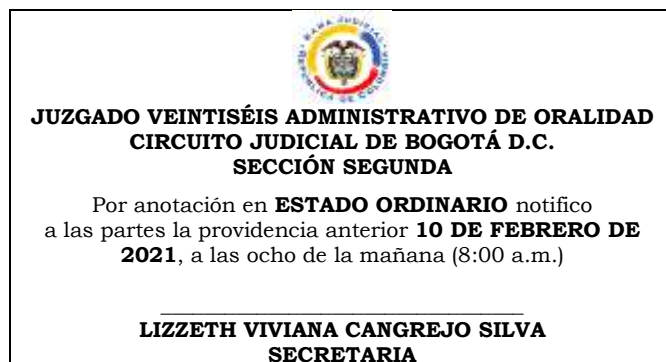 JUZGADO VEINTISÉIS ADMINISTRATIVO DE ORALIDAD
CIRCUITO JUDICIAL DE BOGOTÁ D.C.
SECCIÓN SEGUNDA
Por anotación en ESTADO ORDINARIO notifico
a las partes la providencia anterior 10 DE FEBRERO DE
2021, a las ocho de la mañana (8:00 a.m.)
LIZZETH VIVIANA CANGREJO SILVA
SECRETARIA